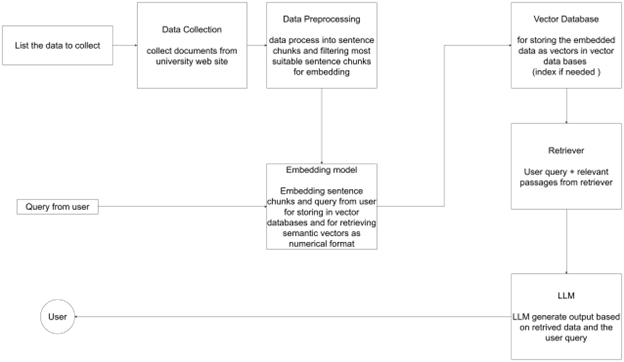 List the data to collect
Data Collection
collect documents from
university web site
Data Preprocessing
data process into sentence
chunks and filtering most
suitable sentence chunks
for embedding
Vector Database
for storing the embedded
data as vectors in vector
data bases
(index if needed )
Retriever
User query + relevant
passages from retriever
Query from user
Embedding model
Embedding sentence
chunks and query from user
for storing in vector
databases and for retrieving
semantic vectors as
numerical format
LLM
LLM generate output based
on retrived data and the
user query
User